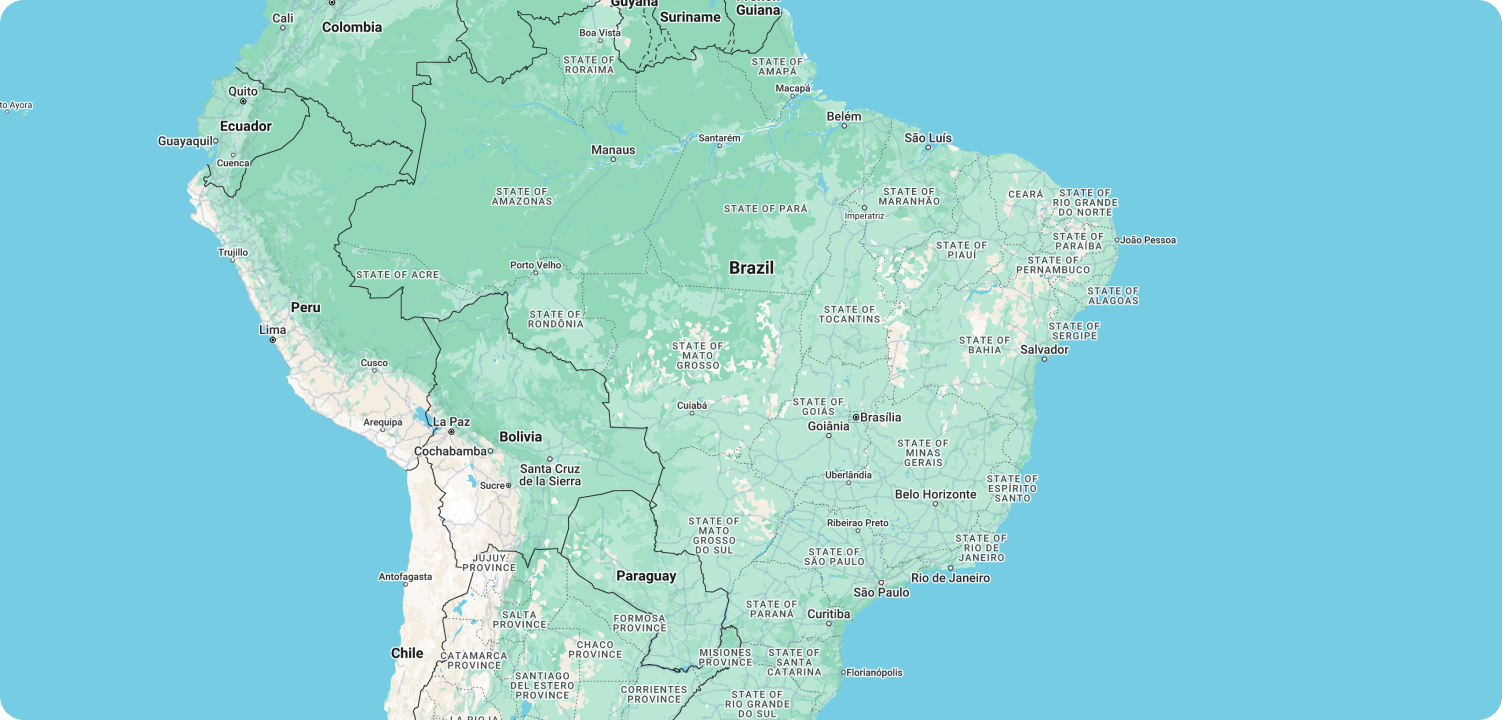 Guyana
French
Guiana
Suriname
Cali
Colombia
Boa Vista
STATE OF
RORAIMA
STATE OF
AMAPÁ
Macapá
Quito
to Ayora
Ecuador
Belém
Guayaquil
São Luís
Santarém
Manaus
Cuenca
STATE OF
AMAZONAS
STATE OF PARÁ
STATE OF
MARANHÃO
Imperatriz
CEARÁ
STATE OF
RIO GRANDE
DO NORTE
João Pessoa
STATE OF
PARAÍBA
STATE OF
PIAUÍ
STATE OF
PERNAMBUCO
Trujillo
Porto Velho
Brazil
STATE OF ACRE
STATE OF
ALAGOAS
Peru
STATE OF
RONDÔNIA
STATE OF
TOCANTINS
Lima
STATE OF
SERGIPE
STATE OF
BAHIA
Salvador
STATE OF
MATO
GROSSO
Cusco
Cuiabá
STATE OF
GOIÁS
Brasília
Goiânia
Arequipa
La Paz
Bolivia
Cochabamba
STATE OF
MINAS
GERAIS
Santa Cruz
de la Sierra
Sucre
Uberlândia
STATE OF
ESPÍRITO
SANTO
Belo Horizonte
Ribeirao Preto
STATE OF
MATO
GROSSO
DO SUL
STATE OF
RIO DE
JANEIRO
STATE OF
SÃO PAULO
JUJUY
PROVINCE
Antofagasta
Paraguay
Rio de Janeiro
São Paulo
STATE OF
PARANÁ
Curitiba
SALTA
PROVINCE
FORMOSA
PROVINCE
Chile
CATAMARCA
PROVINCE
CHACO
PROVINCE
MISIONES
PROVINCE
STATE OF
SANTA
CATARINA
Florianópolis
SANTIAGO
DEL ESTERO
PROVINCE
CORRIENTES
PROVINCE
STATE OF
RIO GRANDE
DO SUL
LA RIOJA